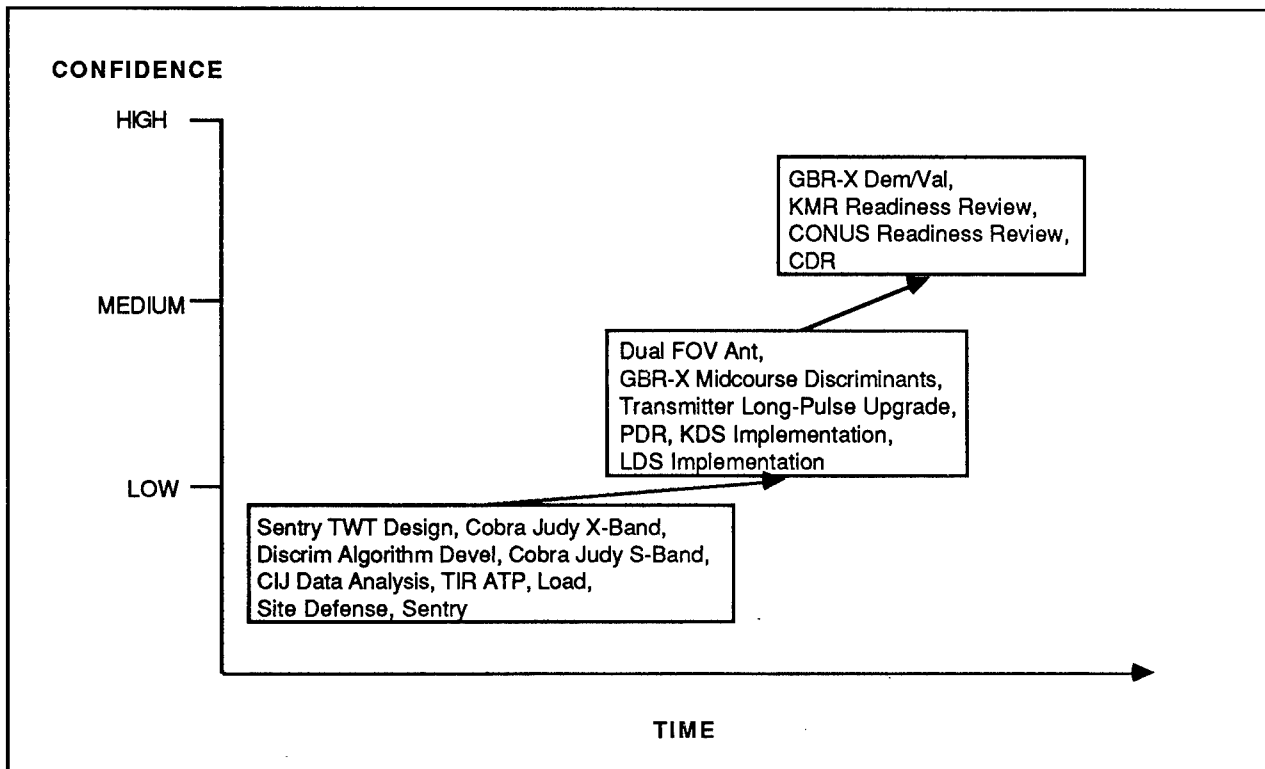 CONFIDENCE
HIGH
GBR-X Dem/Val,
KMR Readiness Review,
CONUS Readiness Review,
CDR
MEDIUM
Dual FOV Ant,
GBR-X Midcourse Discriminants,
Transmitter Long-Pulse Upgrade,
PDR, KDS Implementation,
LDS Implementation
LOW
Sentry TWT Design, Cobra Judy X-Band,
Discrim Algorithm Devel, Cobra Judy S-Band,
CIJ Data Analysis, TIR ATP, Load,
Site Defense, Sentry
TIME